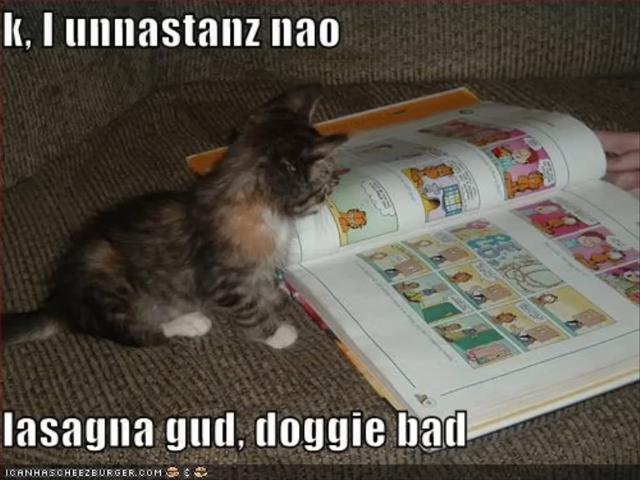 k, I unnastanz nao
lasagna gud, doggie bad
ICANHASCHEEZBURGER.COM